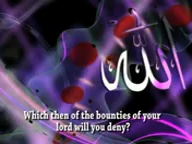 الله
Which then of the bounties of your
lord will you deny?